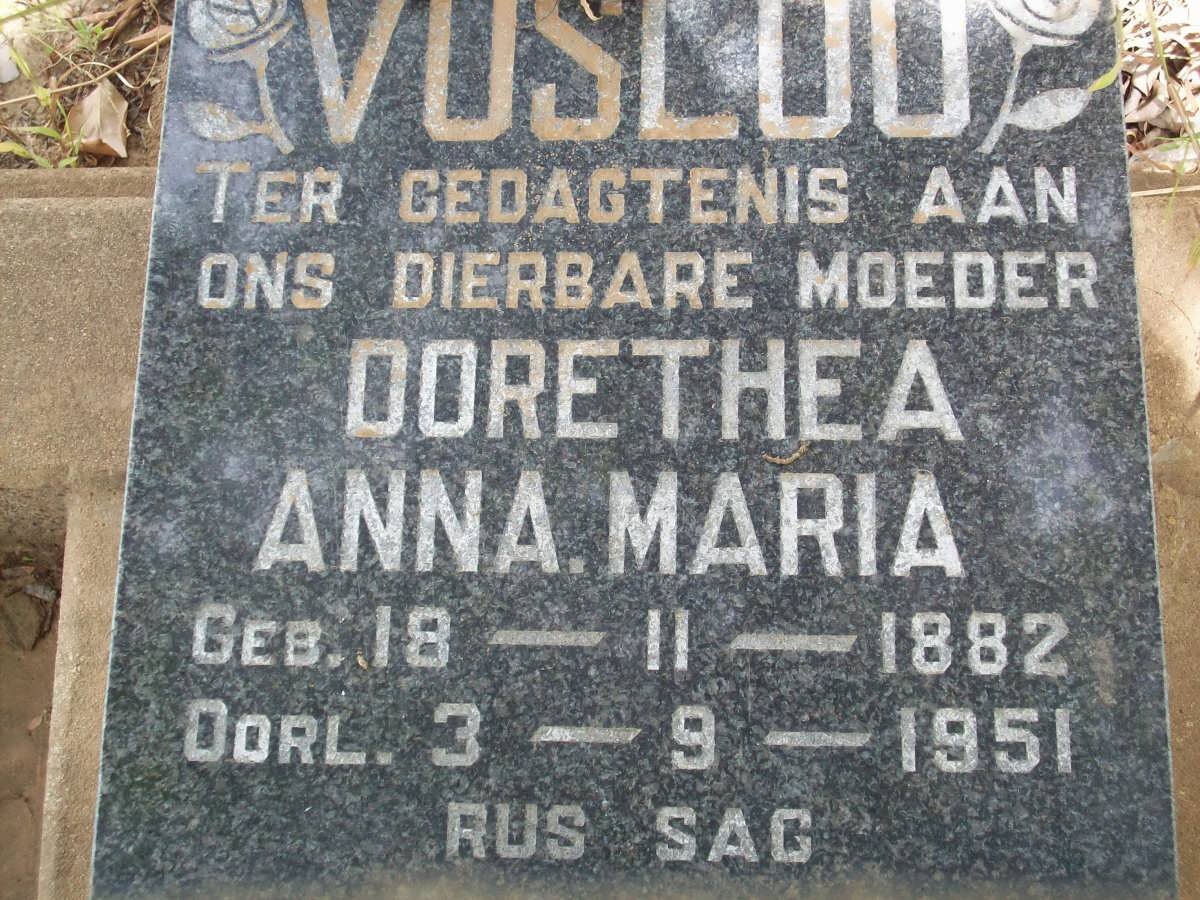 VOSLOO
TER GEDAGTENIS AAN
ONS DIERBARE MOEDER
DORETHEA
ANNA. MARIA
GEB. 18 — 11 — 1882
OORL. 3 — 9 — 1951
RUS SAG